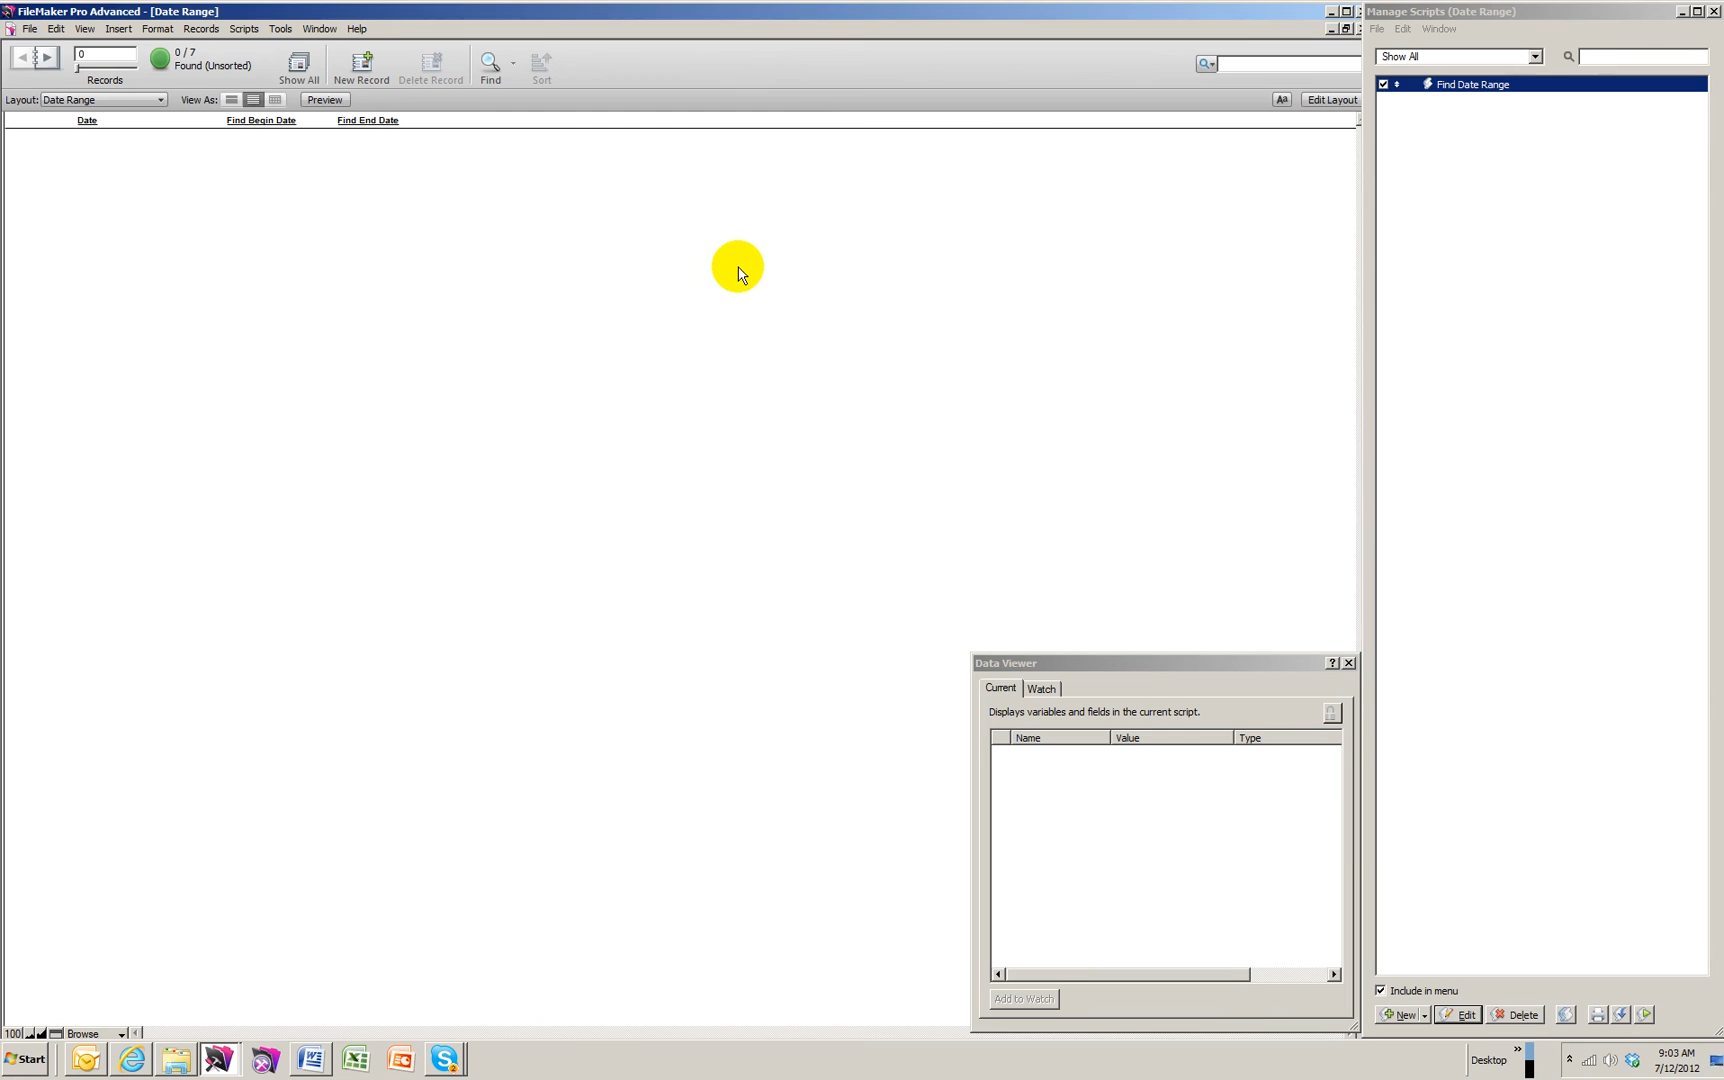 FileMaker Pro Advanced - [Date Range]
File Edit View Insert Format Records Scripts Tools Window Help
0
0 / 7
Found (Unsorted)
Records
Show All
New Record
Delete Record
Find
Sort
Layout: Date Range
View As:
Preview
Aa
Edit Layout
Date
Find Begin Date
Find End Date
Manage Scripts (Date Range)
File Edit Window
Show All
Find Date Range
Data Viewer
?
Current
Watch
Displays variables and fields in the current script.
Name
Value
Type
Add to Watch
Include in menu
New
Edit
Delete
100
Browse
Start
2
Desktop
»
9:03 AM
7/12/2012